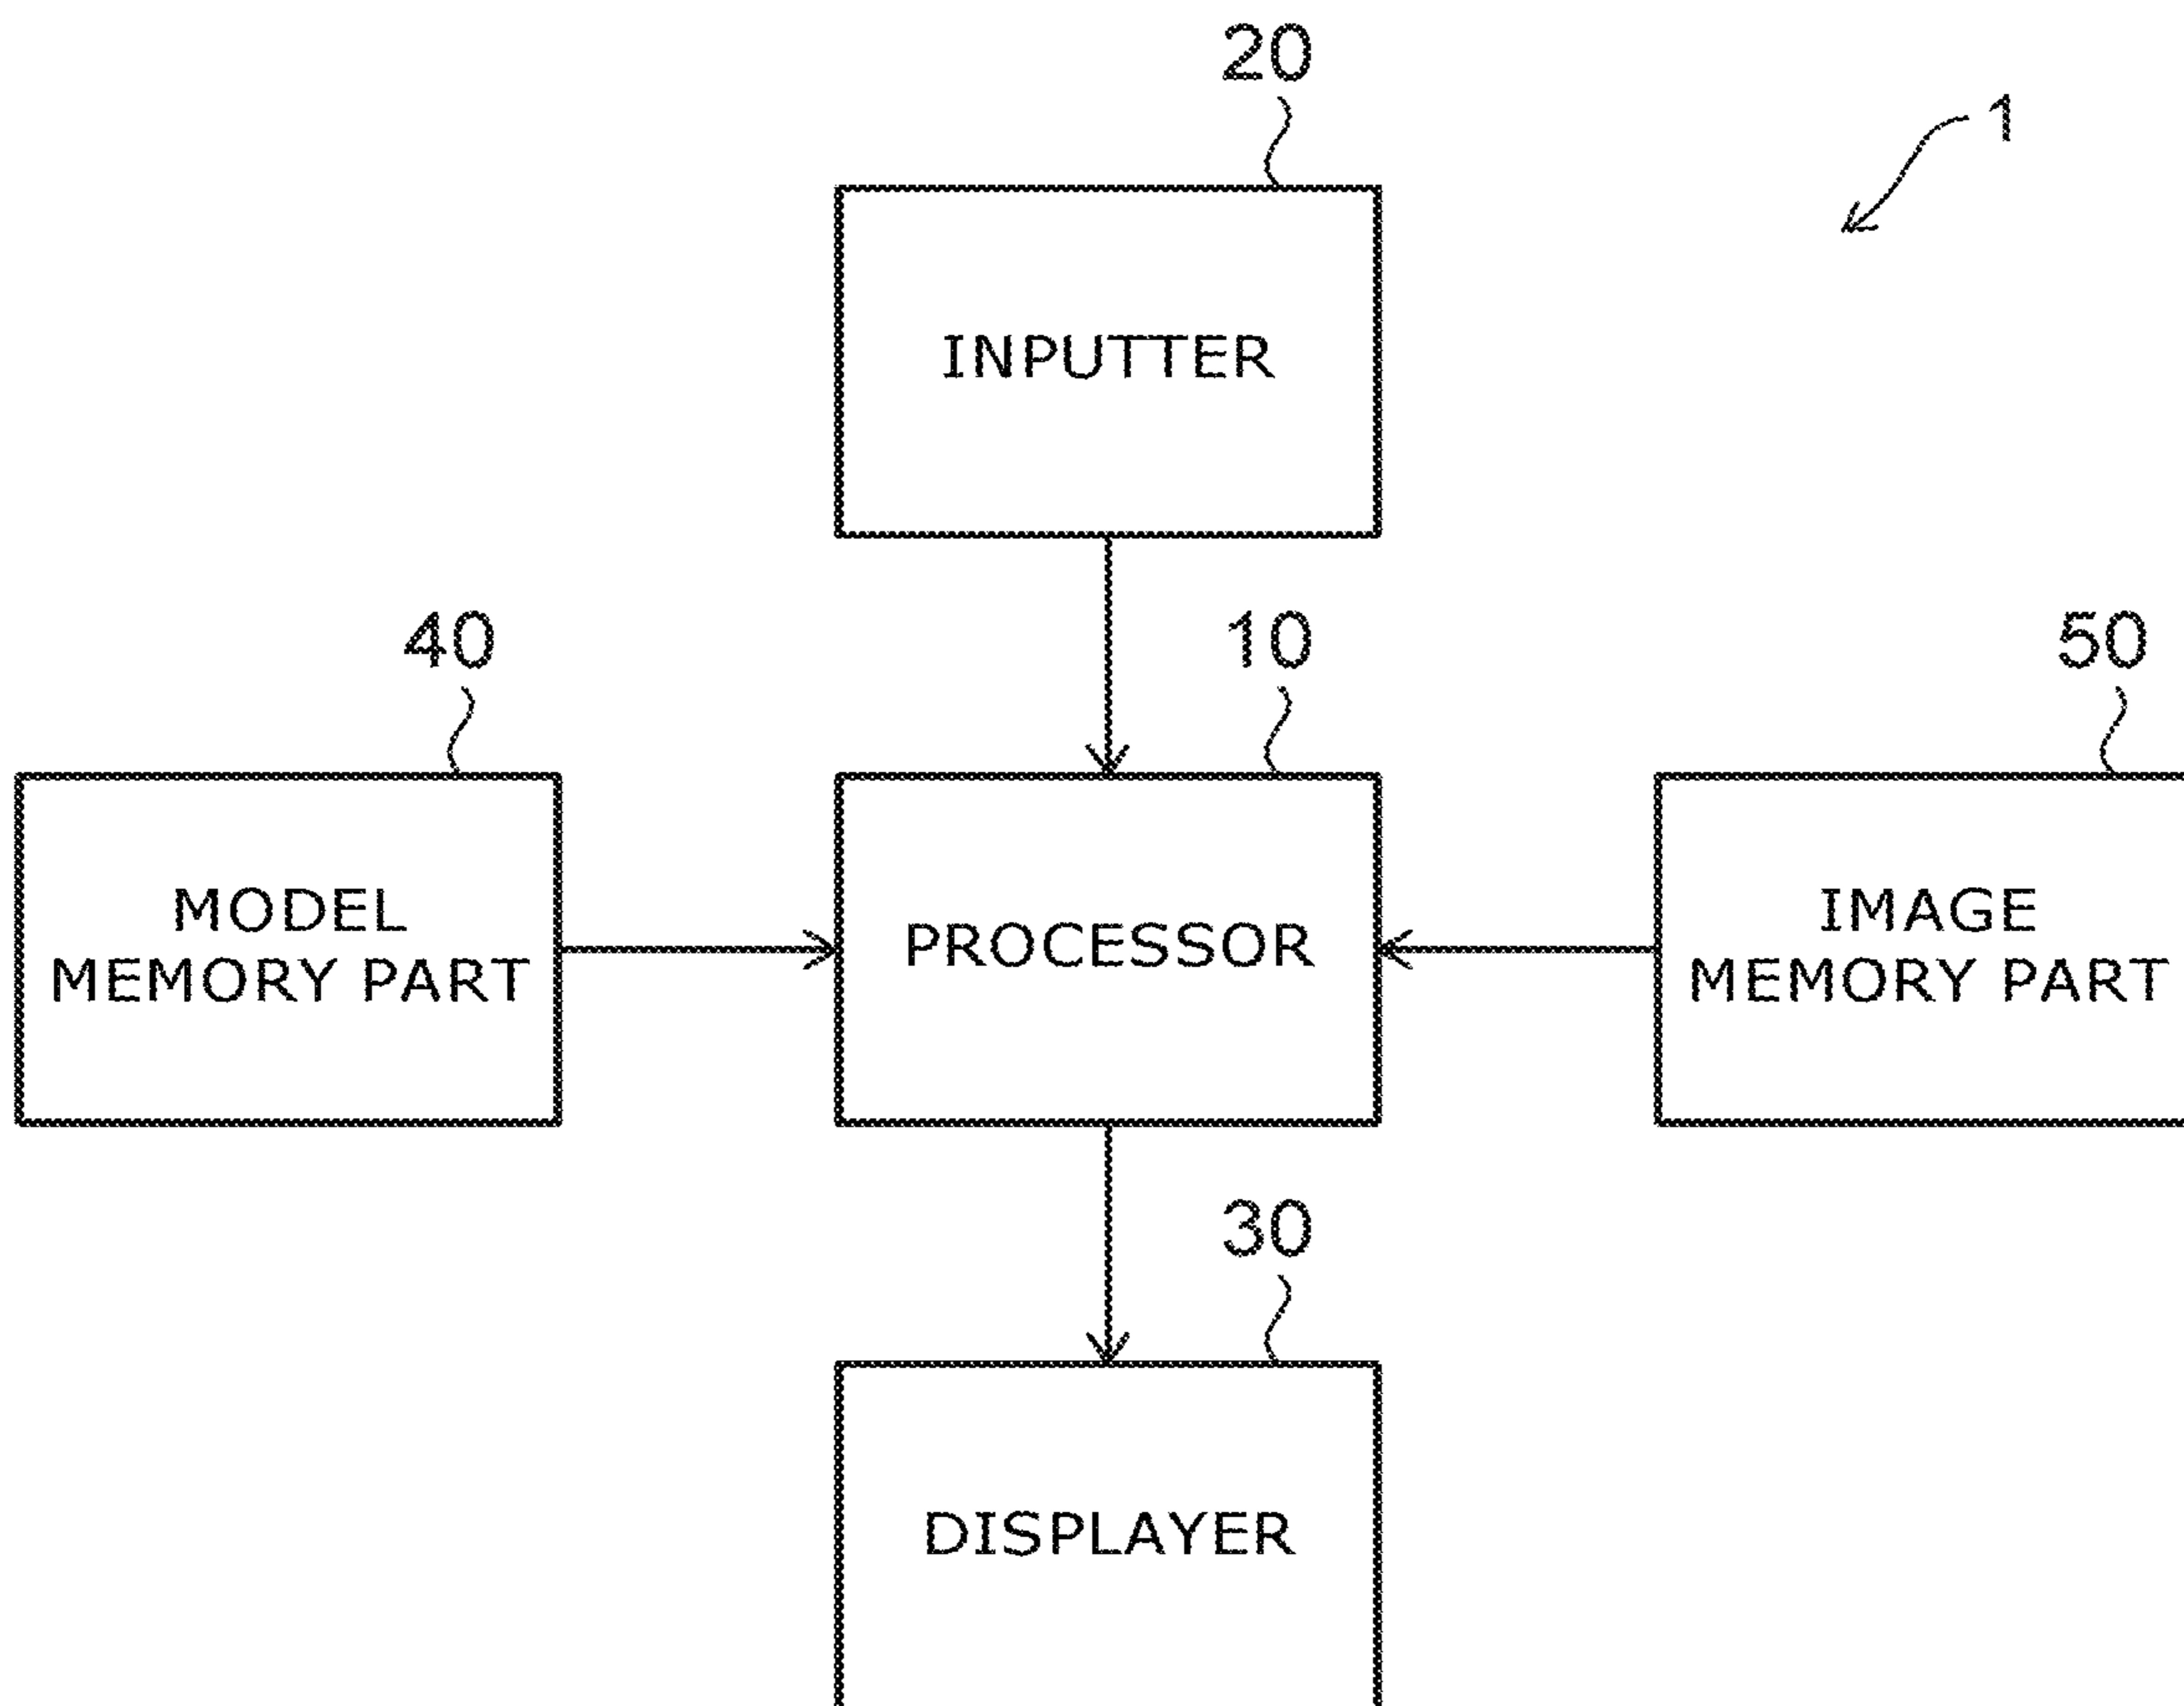 20
1
INPUTTER
40
10
50
MODEL
MEMORY PART
PROCESSOR
IMAGE
MEMORY PART
30
DISPLAYER